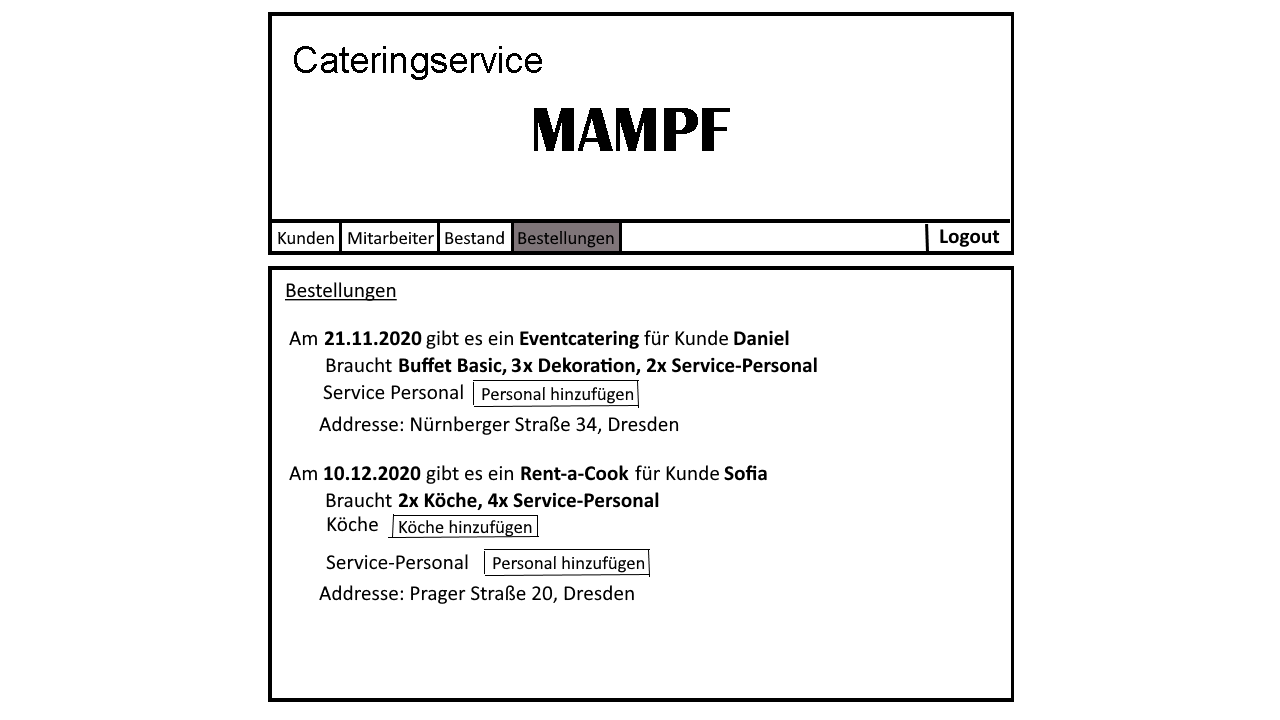 Cateringservice
MAMPF
Kunden Mitarbeiter Bestand Bestellungen Logout
Bestellungen
Am 21.11.2020 gibt es ein Eventcatering für Kunde Daniel
Braucht Buffet Basic, 3x Dekoration, 2x Service-Personal
Service Personal Personal hinzufügen
Addresse: Nürnberger Straße 34, Dresden
Am 10.12.2020 gibt es ein Rent-a-Cook für Kunde Sofia
Braucht 2x Köche, 4x Service-Personal
Köche Köche hinzufügen
Service-Personal Personal hinzufügen
Addresse: Prager Straße 20, Dresden